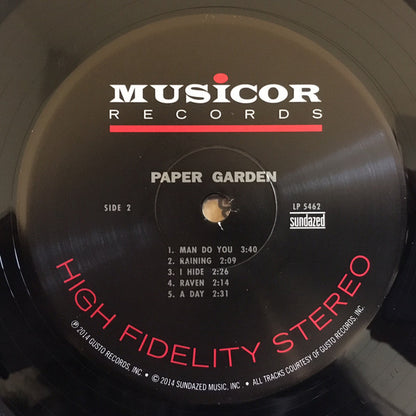 MUSiCOR
RECORDS
PAPER GARDEN
SIDE 2
LP 5462
sundazed
1. MAN DO YOU 3:40
2. RAINING 2:09
3. I HIDE 2:26
4. RAVEN 2:14
5. A DAY 2:31
HIGH FIDELITY STEREO
℗ 2014 GUSTO RECORDS, INC. © 2014 SUNDAZED MUSIC, INC. • ALL TRACKS COURTESY OF GUSTO RECORDS, INC.